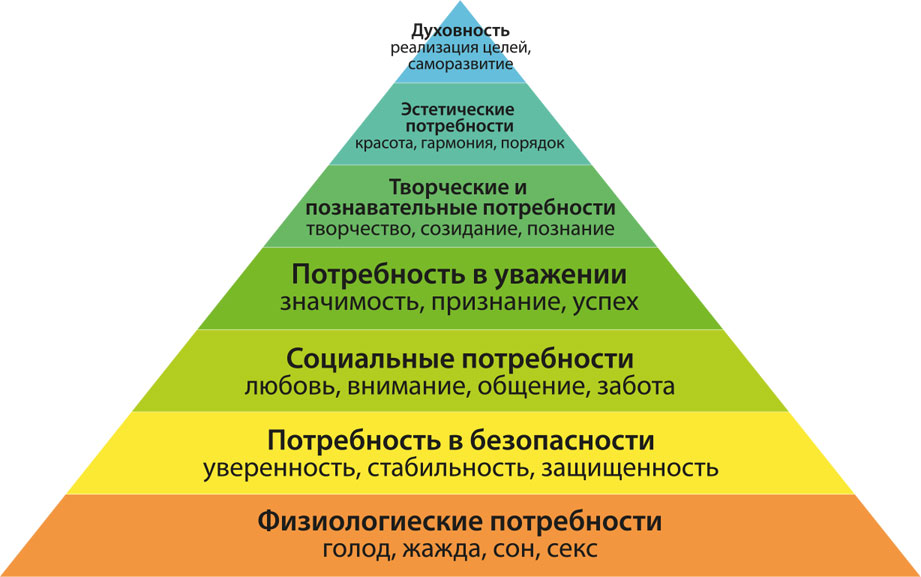 Духовность
реализация целей,
саморазвитие
Эстетические
потребности
красота, гармония, порядок
Творческие и
познавательные потребности
творчество, созидание, познание
Потребность в уважении
значимость, признание, успех
Социальные потребности
любовь, внимание, общение, забота
Потребность в безопасности
уверенность, стабильность, защищенность
Физиологиеские потребности
голод, жажда, сон, секс